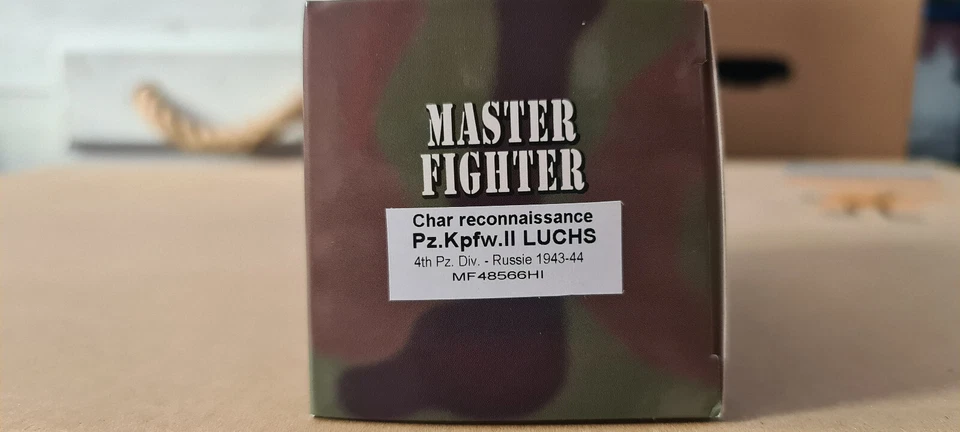 MASTER
FIGHTER
Char reconnaissance
Pz.Kpfw.II LUCHS
4th Pz. Div. - Russie 1943-44
MF48566HI